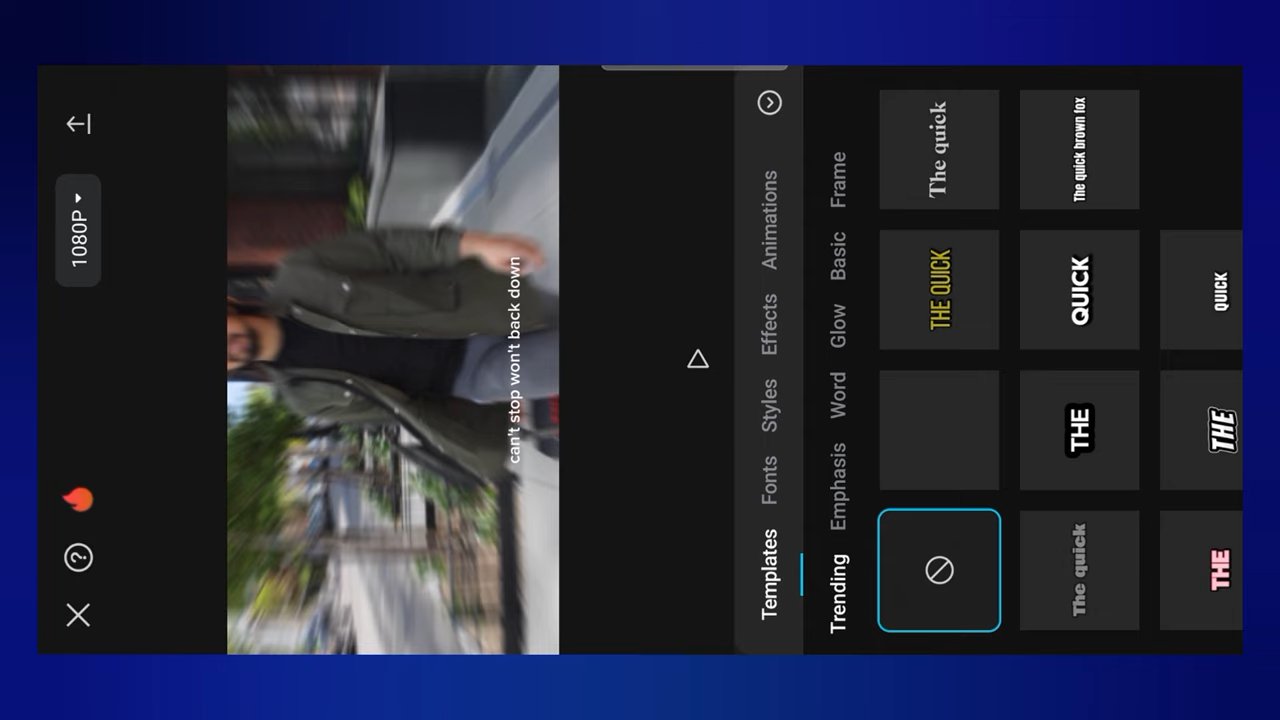 1080P
can't stop won't back down
Templates Fonts Styles Effects Animations
Trending Emphasis Word Glow Basic Frame
THE QUICK
The quick
The quick
THE
QUICK
The quick brown fox
THE
THE
QUICK